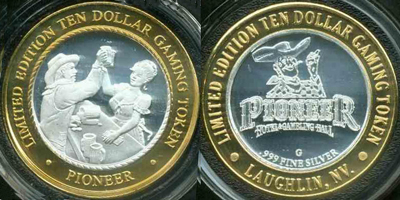 LIMITED EDITION TEN DOLLAR GAMING TOKEN
• PIONEER •
LIMITED EDITION TEN DOLLAR GAMING TOKEN
PIONEER
HOTEL & GAMBLING HALL
G
.999 FINE SILVER
• LAUGHLIN, NV. •